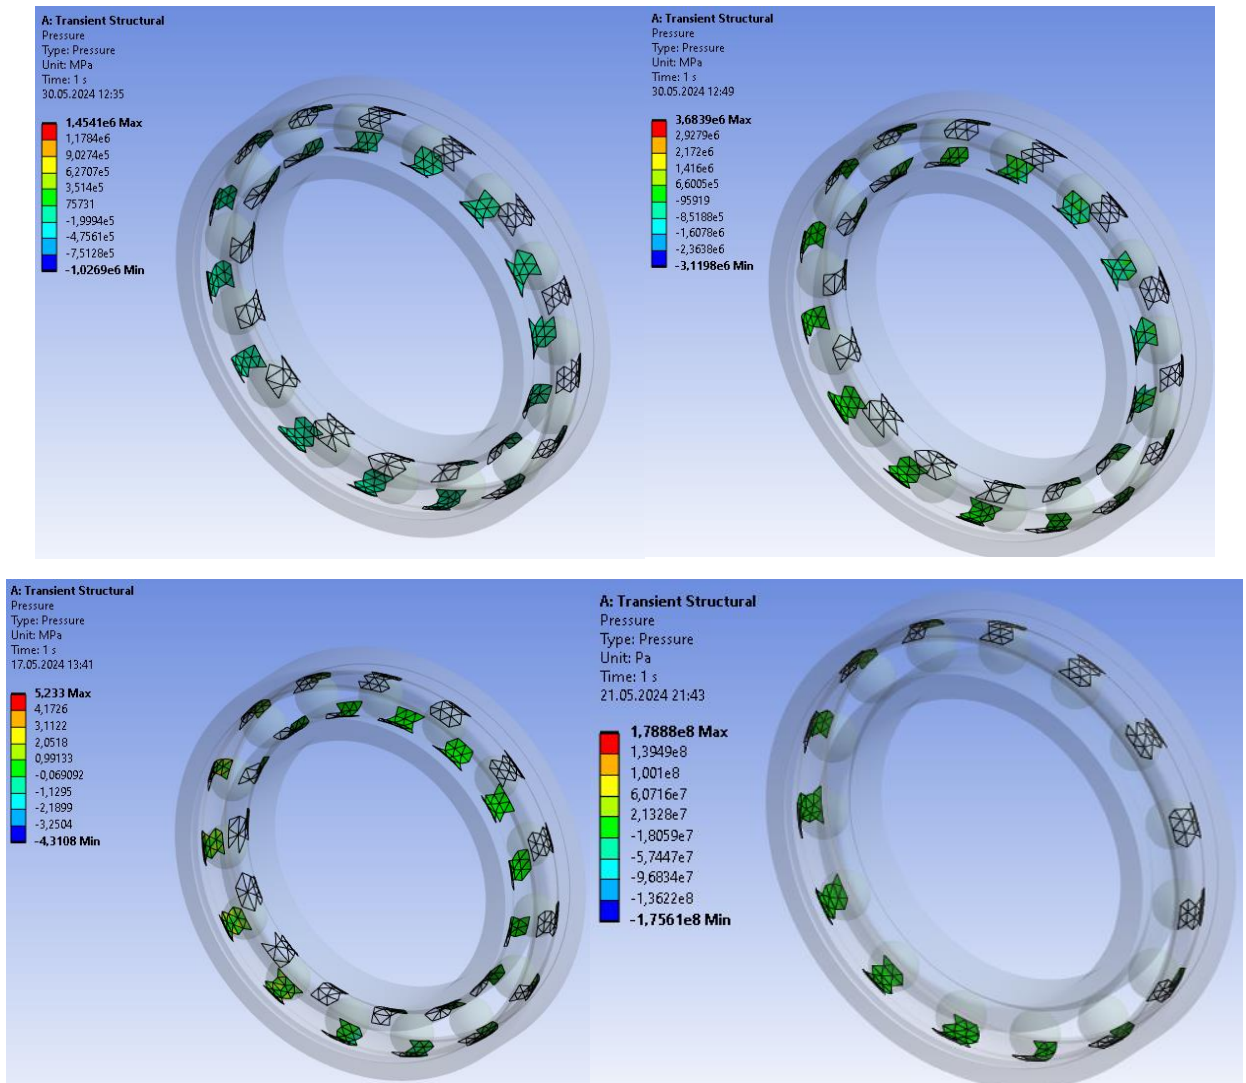 A: Transient Structural
Pressure
Type: Pressure
Unit: MPa
Time: 1 s
30.05.2024 12:35
1,4541e6 Max
1,1784e6
9,0274e5
6,2707e5
3,514e5
75731
-1,9994e5
-4,7561e5
-7,5128e5
-1,0269e6 Min
A: Transient Structural
Pressure
Type: Pressure
Unit: MPa
Time: 1 s
30.05.2024 12:49
3,6839e6 Max
2,9279e6
2,172e6
1,416e6
6,6005e5
-95919
-8,5188e5
-1,6078e6
-2,3638e6
-3,1198e6 Min
A: Transient Structural
Pressure
Type: Pressure
Unit: MPa
Time: 1 s
17.05.2024 13:41
5,233 Max
4,1726
3,1122
2,0518
0,99133
-0,069092
-1,1295
-2,1899
-3,2504
-4,3108 Min
A: Transient Structural
Pressure
Type: Pressure
Unit: Pa
Time: 1 s
21.05.2024 21:43
1,7888e8 Max
1,3949e8
1,001e8
6,0716e7
2,1328e7
-1,8059e7
-5,7447e7
-9,6834e7
-1,3622e8
-1,7561e8 Min